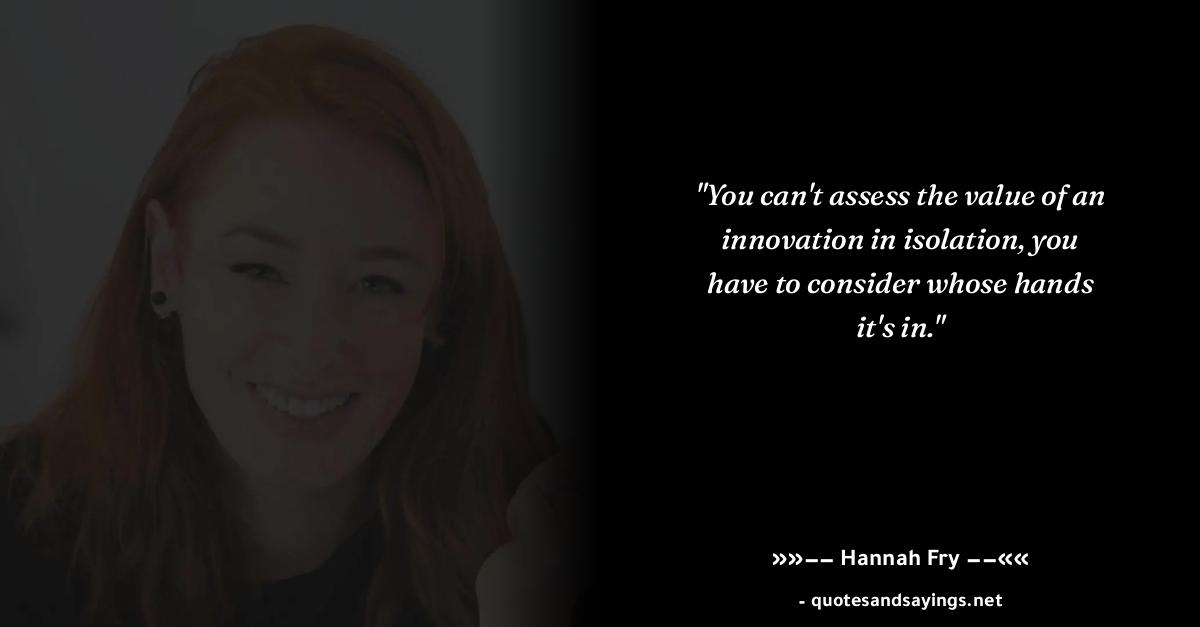 "You can't assess the value of an
innovation in isolation, you
have to consider whose hands
it's in."
»»−− Hannah Fry −−««
- quotesandsayings.net